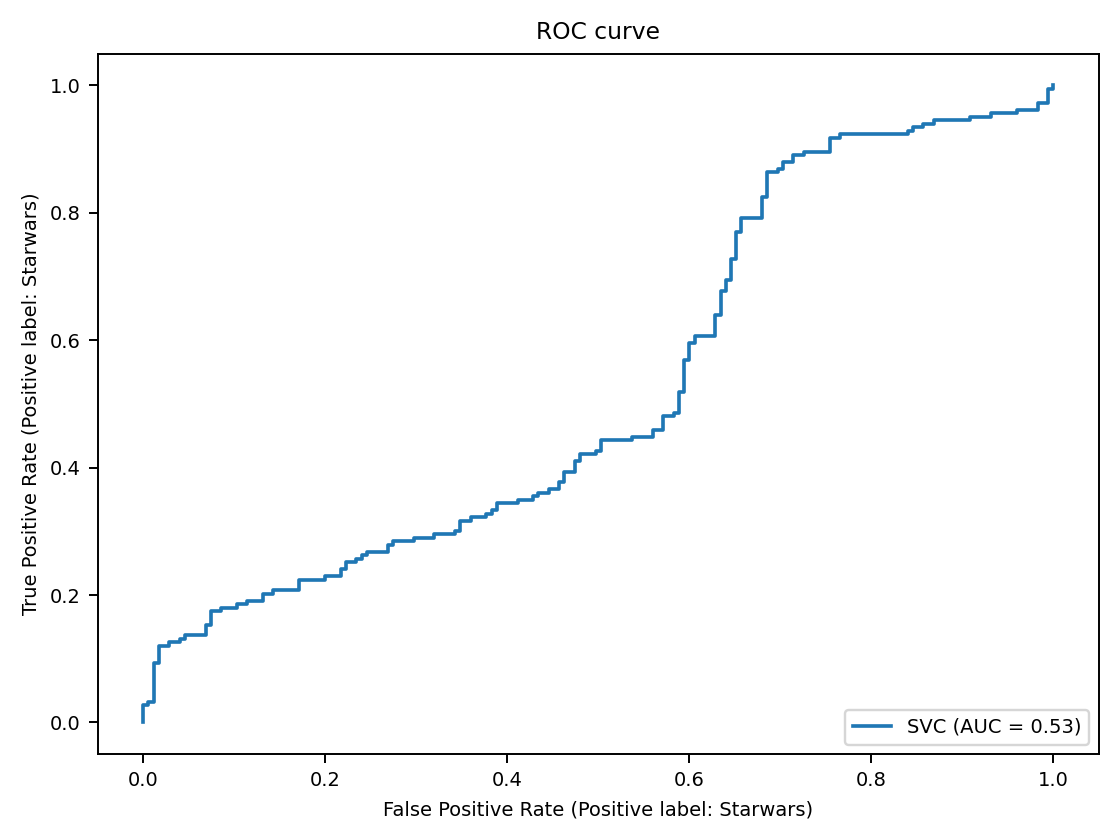 ROC curve
True Positive Rate (Positive label: Starwars)
1.0
0.8
0.6
0.4
0.2
0.0
SVC (AUC = 0.53)
0.0 0.2 0.4 0.6 0.8 1.0
False Positive Rate (Positive label: Starwars)